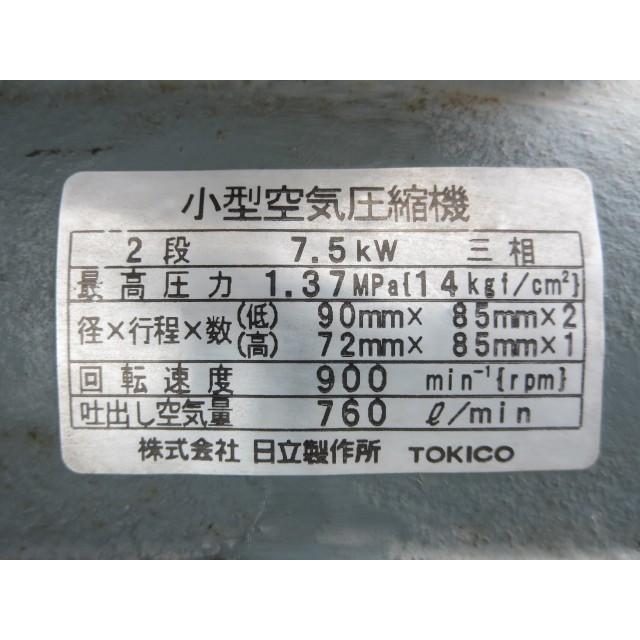 小型空気圧縮機
2段 7.5kW 三相
最高圧力 1.37MPa{14kgf/cm²}
径×行程×数(低) 90mm× 85mm×2
(高) 72mm× 85mm×1
回転速度 900 min⁻¹{rpm}
吐出し空気量 760 ℓ/min
株式会社 日立製作所 TOKICO